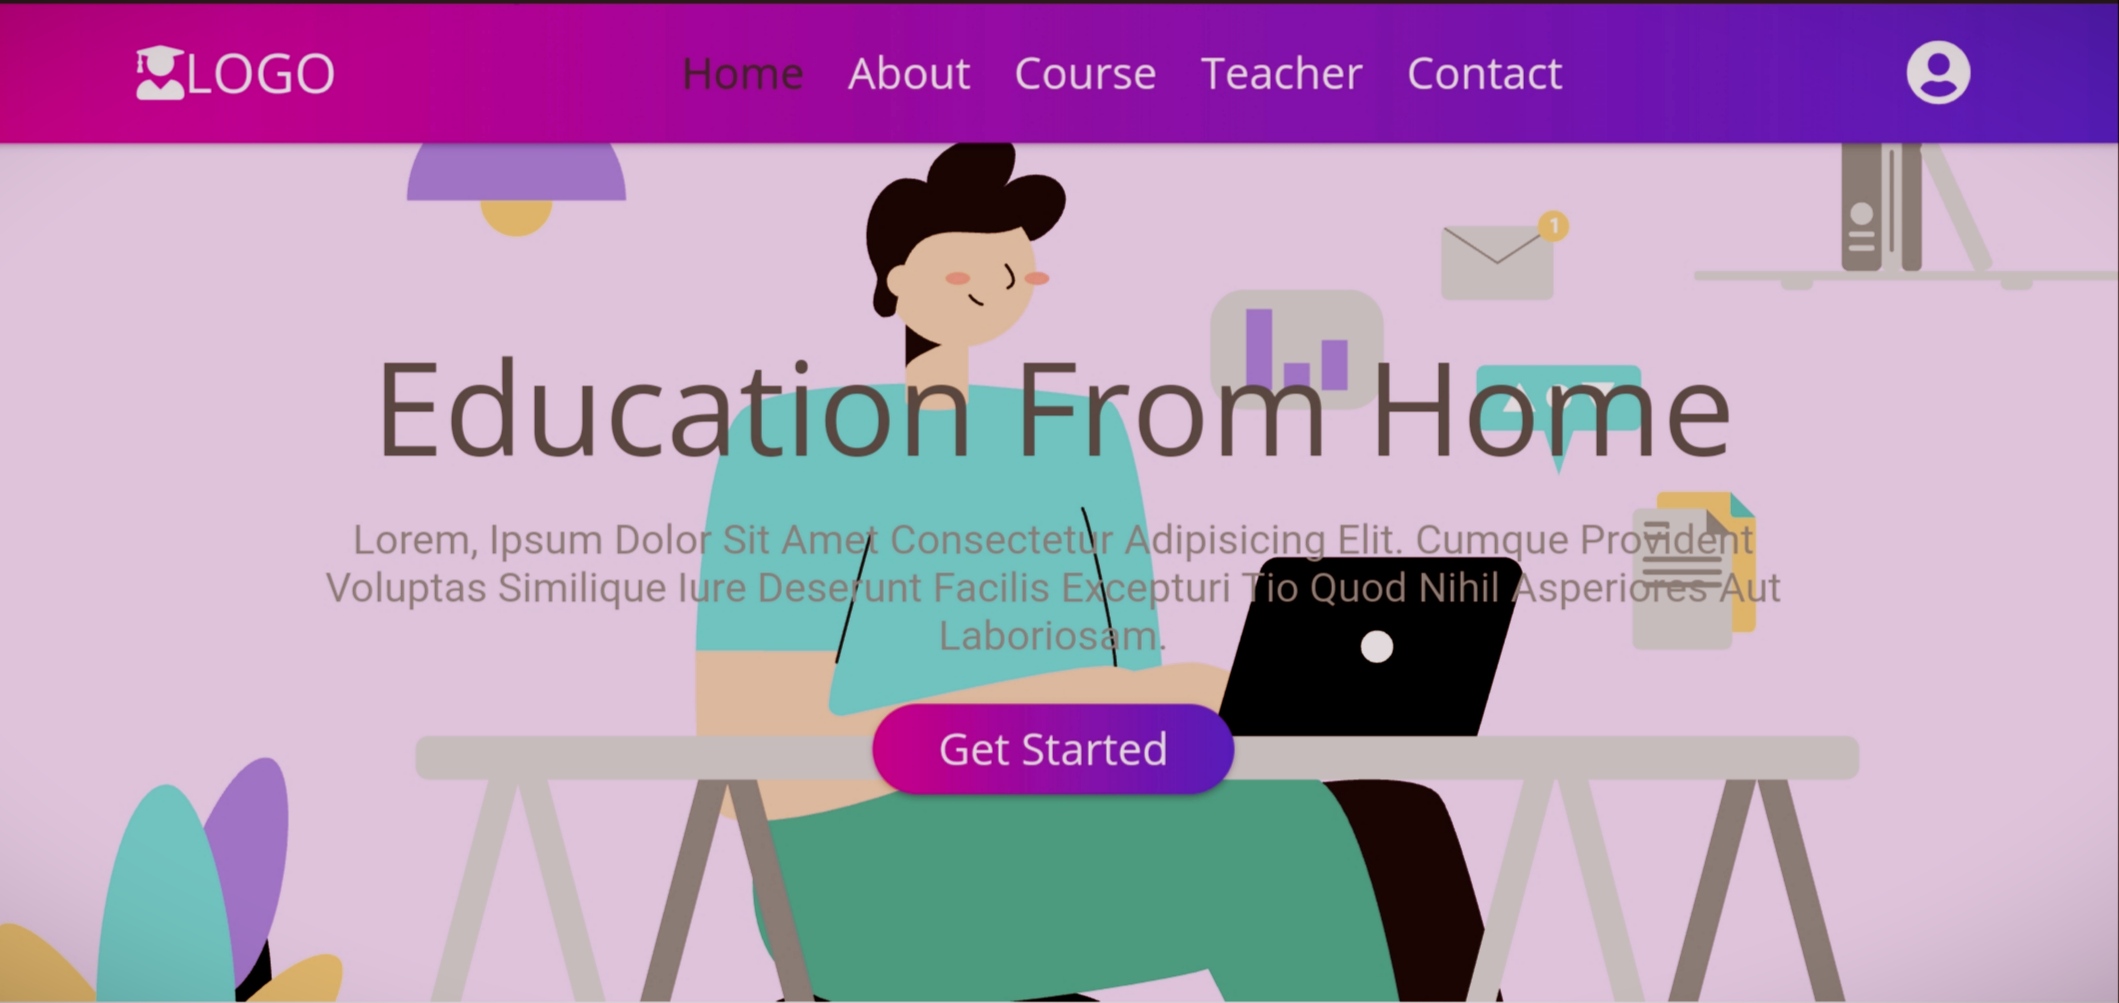 LOGO
Home About Course Teacher Contact
1
Education From Home
Lorem, Ipsum Dolor Sit Amet Consectetur Adipisicing Elit. Cumque Provident
Voluptas Similique Iure Deserunt Facilis Excepturi Tio Quod Nihil Asperiores Aut
Laboriosam.
Get Started